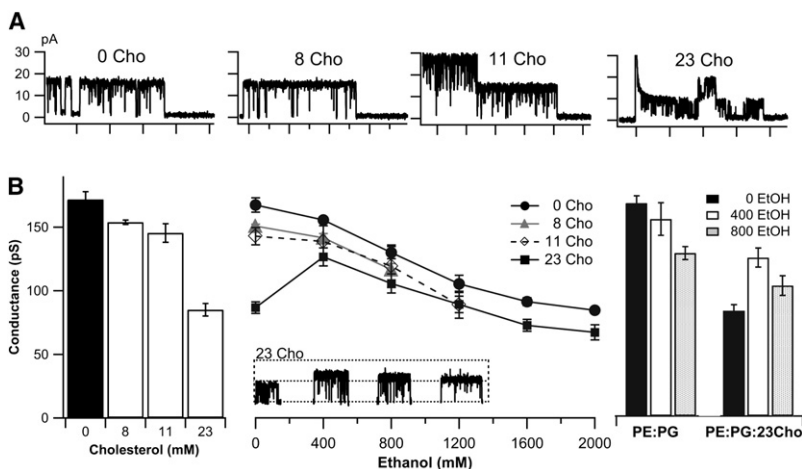 A
pA
0 Cho
8 Cho
11 Cho
23 Cho
30
20
10
0
B
Conductance (pS)
150
100
50
0
0
8
11
23
Cholesterol (mM)
0 Cho
8 Cho
11 Cho
23 Cho
23 Cho
0
400
800
1200
1600
2000
Ethanol (mM)
0 EtOH
400 EtOH
800 EtOH
PE:PG
PE:PG:23Cho